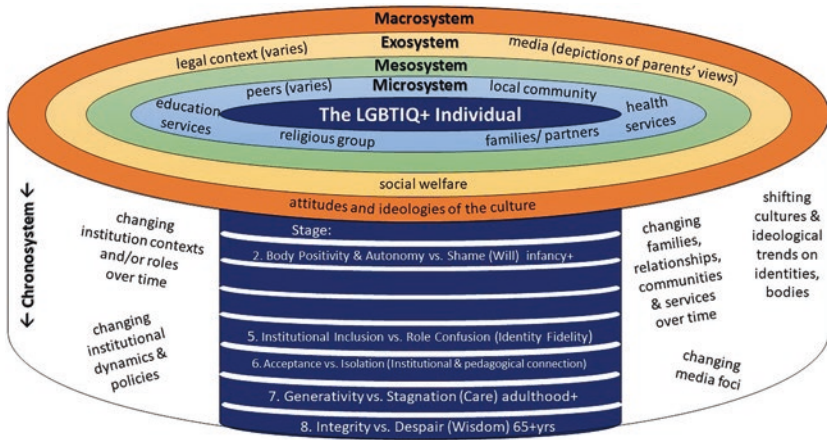 Macrosystem
Exosystem
legal context (varies)
media (depictions of parents' views)
Mesosystem
Microsystem
peers (varies)
local community
education
services
The LGBTIQ+ Individual
health
services
religious group
families/ partners
social welfare
attitudes and ideologies of the culture
← Chronosystem ←
changing
institution contexts
and/or roles
over time
changing
institutional
dynamics &
policies
Stage:
2. Body Positivity & Autonomy vs. Shame (Will) infancy+
5. Institutional Inclusion vs. Role Confusion (Identity Fidelity)
6. Acceptance vs. Isolation (Institutional & pedagogical connection)
7. Generativity vs. Stagnation (Care) adulthood+
8. Integrity vs. Despair (Wisdom) 65+yrs
changing
families,
relationships,
communities
& services
over time
shifting
cultures &
ideological
trends on
identities,
bodies
changing
media foci